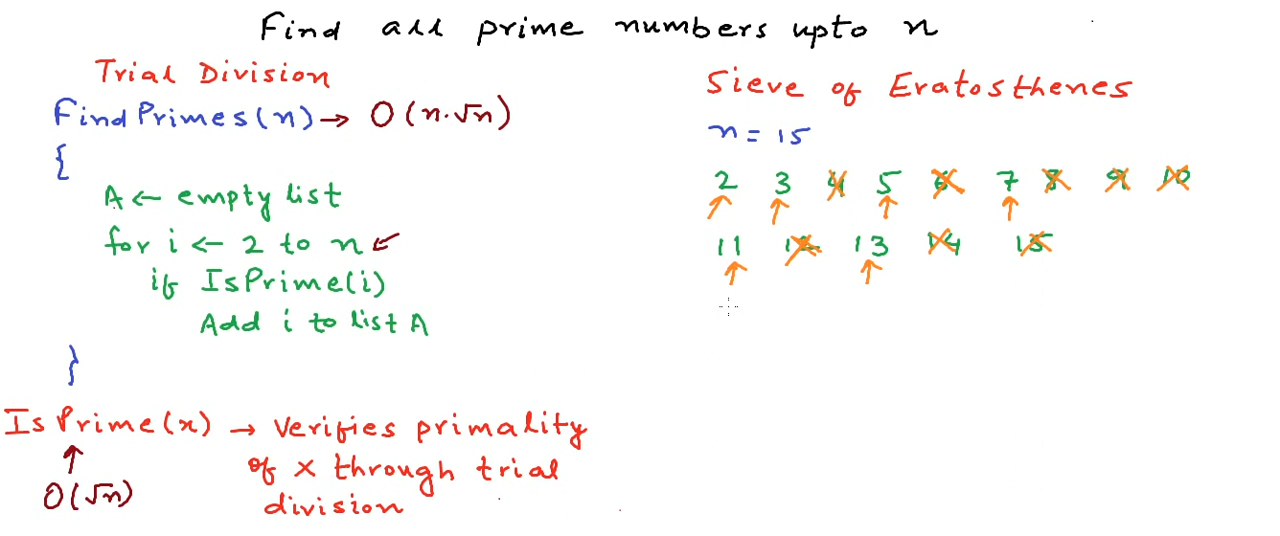 Find all prime numbers upto n
Trial Division
FindPrimes(n) → O(n.√n)
{
A ← empty list
for i ← 2 to n ↙
if IsPrime(i)
Add i to list A
}
IsPrime(x) → Verifies primality
of x through trial
division
↑
O(√n)
Sieve of Eratosthenes
n = 15
2 3 4 5 6 7 8 9 10
11 12 13 14 15